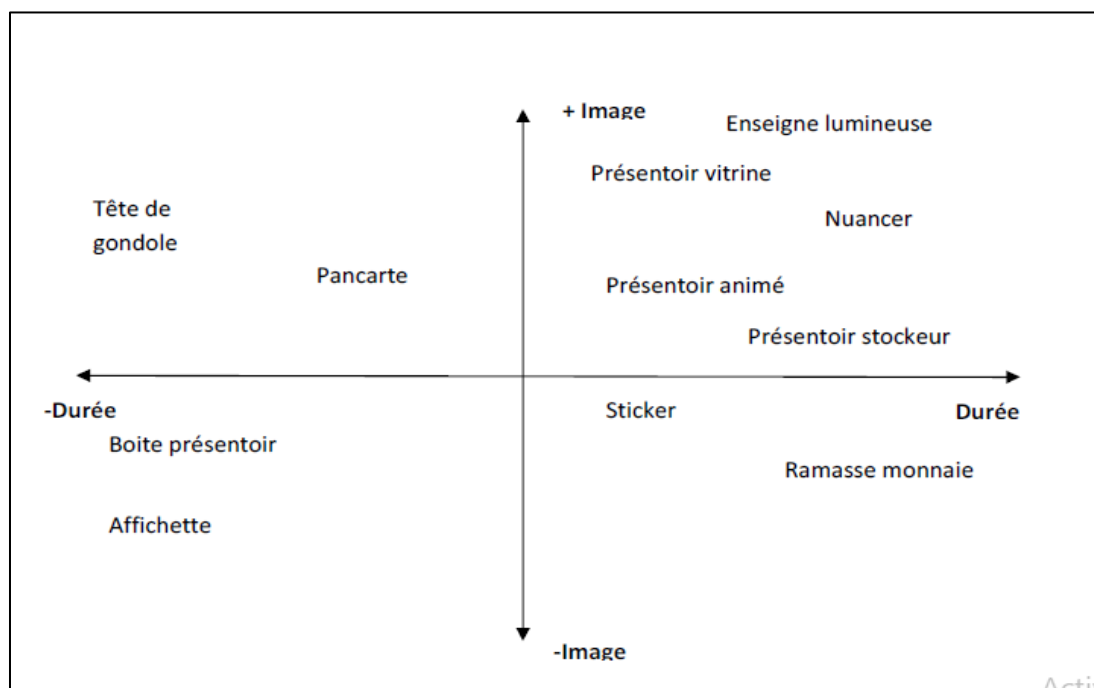 + Image
Enseigne lumineuse
Présentoir vitrine
Tête de
gondole
Nuancer
Pancarte
Présentoir animé
Présentoir stockeur
-Durée
Sticker
Durée
Boite présentoir
Ramasse monnaie
Affichette
-Image